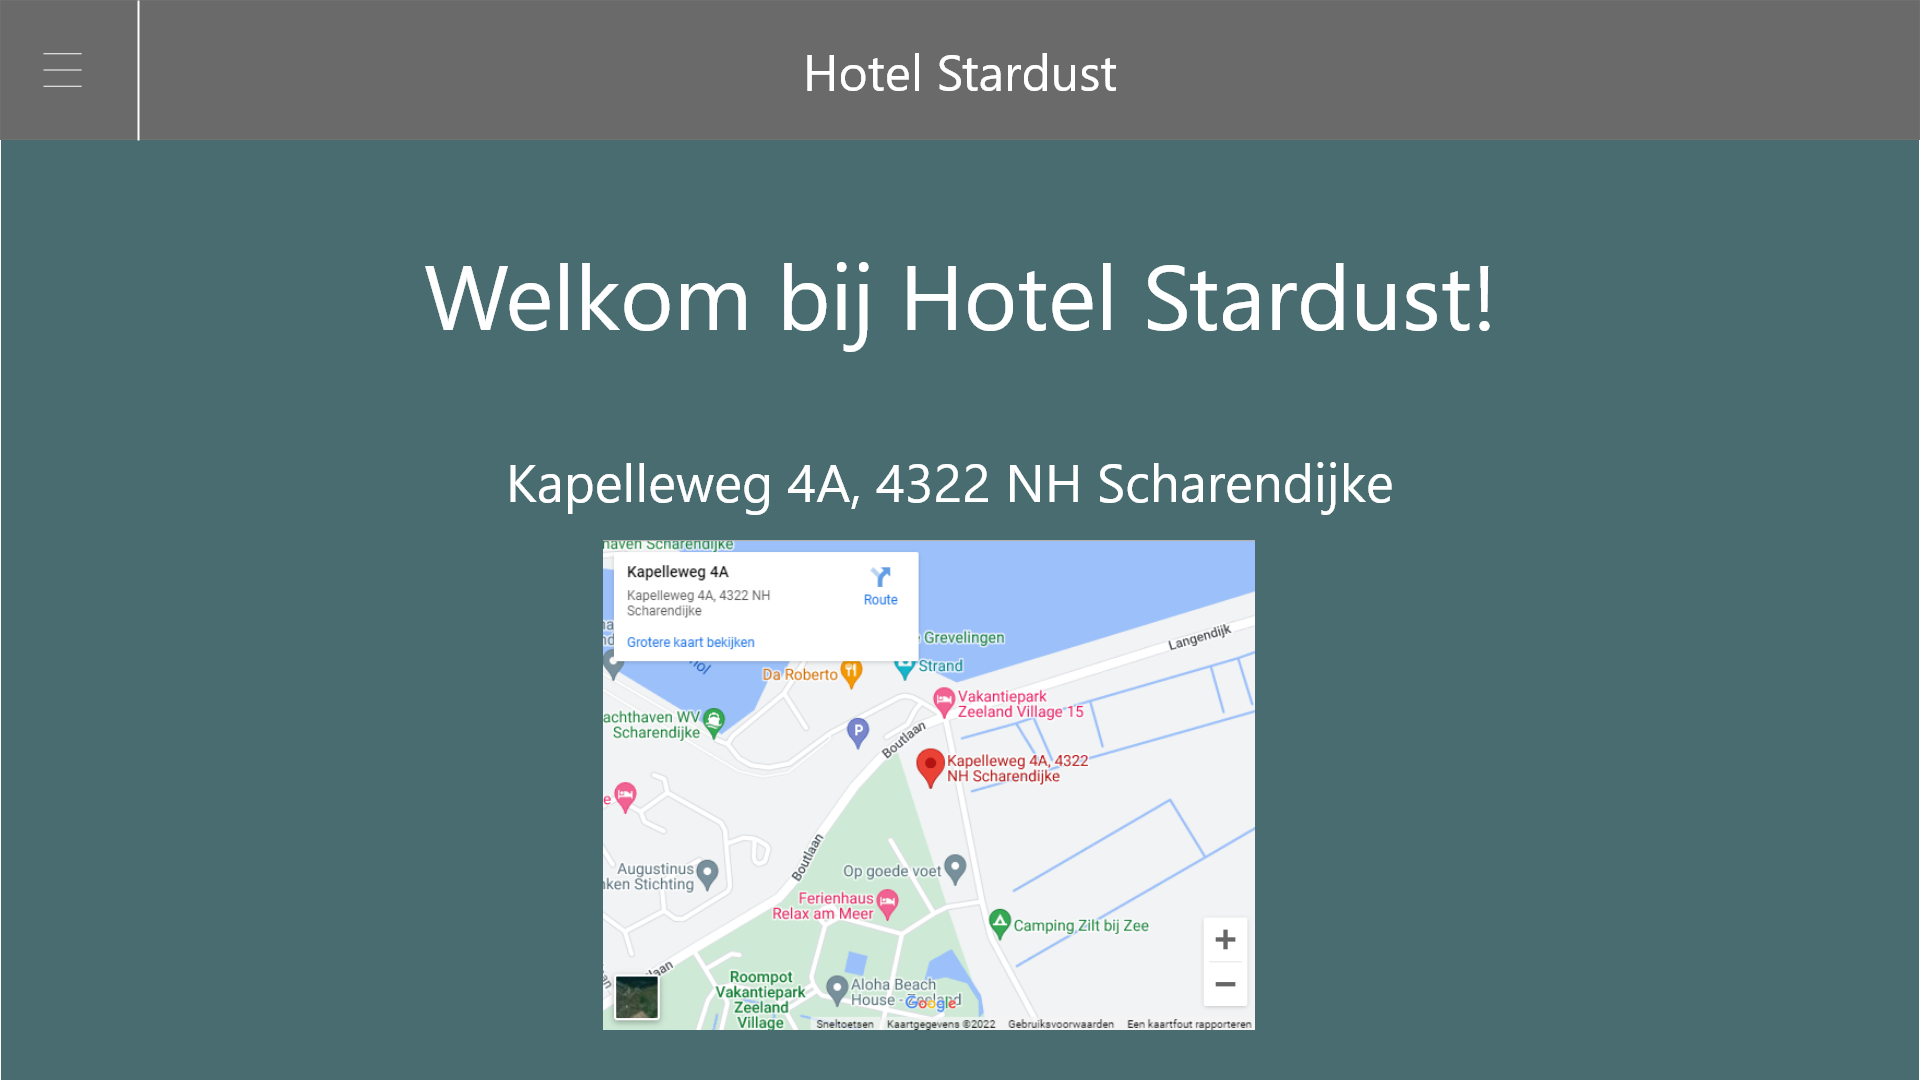 Hotel Stardust
Welkom bij Hotel Stardust!
Kapelleweg 4A, 4322 NH Scharendijke
haven Scharendijke
Kapelleweg 4A
Kapelleweg 4A, 4322 NH
Scharendijke
Route
Grotere kaart bekijken
Grevelingen
Strand
Langendijk
Da Roberto
Vakantiepark
Zeeland Village 15
achthaven WV
Scharendijke
P
Boutlaan
Kapelleweg 4A, 4322
NH Scharendijke
Boutlaan
Augustinus
nken Stichting
Op goede voet
Ferienhaus
Relax am Meer
Camping Zilt bij Zee
Roompot
Vakantiepark
Zeeland
Village
Aloha Beach
House - Zeeland
Google
Sneltoetsen
Kaartgegevens ©2022
Gebruiksvoorwaarden
Een kaartfout rapporteren